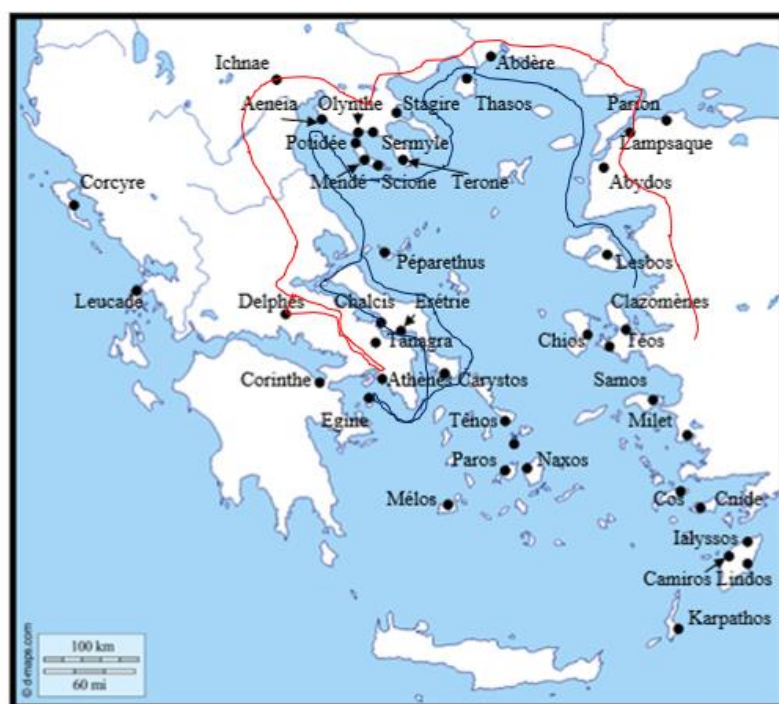 Abdère
Ichnae
Aeneia
Olynthe
Stagire
Thasos
Parion
Potidée
Sermyle
Lampsaque
Mendé
Scione
Terone
Abydos
Corcyre
Péparethus
Lesbos
Leucade
Delphes
Chalcis
Erétrie
Clazomènes
Tanagra
Chios
Téos
Corinthe
Athènes
Carystos
Samos
Egine
Ténos
Milet
Paros
Naxos
Mélos
Cos
Cnide
Ialyssos
Camiros
Lindos
Karpathos
100 km
60 mi
© d-maps.com